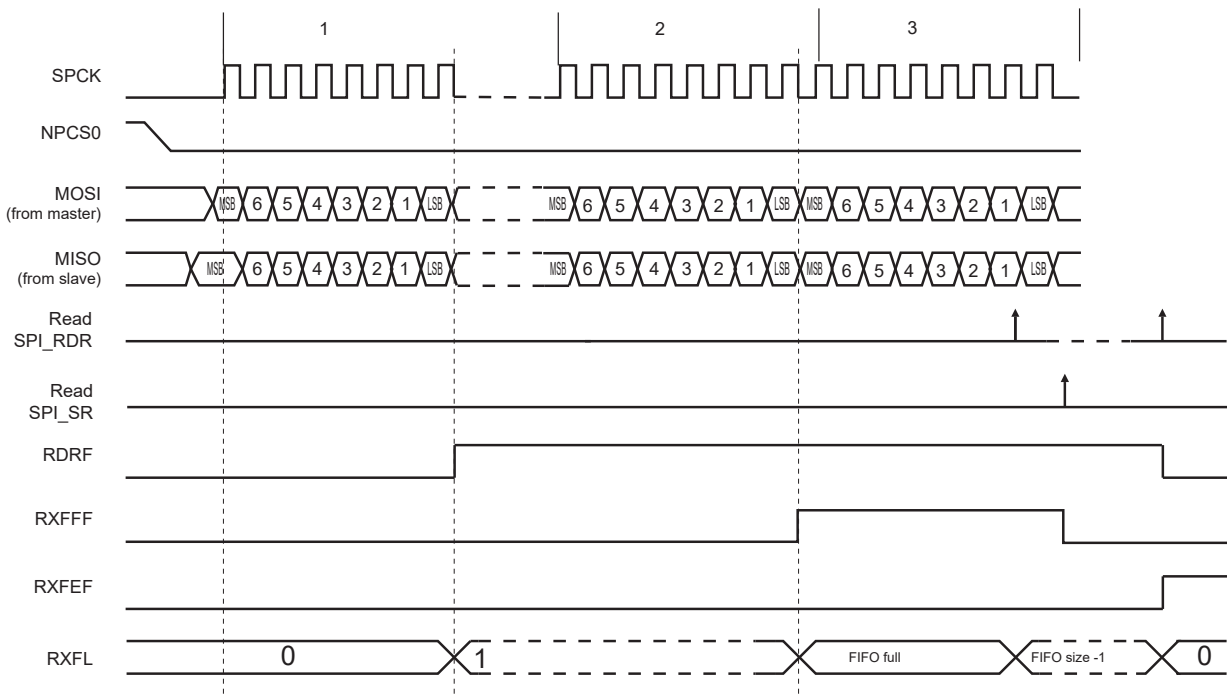 1 2 3
SPCK
NPCS0
MOSI
(from master)
MSB 6 5 4 3 2 1 LSB MSB 6 5 4 3 2 1 LSB MSB 6 5 4 3 2 1 LSB
MISO
(from slave)
MSB 6 5 4 3 2 1 LSB MSB 6 5 4 3 2 1 LSB MSB 6 5 4 3 2 1 LSB
Read
SPI_RDR
Read
SPI_SR
RDRF
RXFFF
RXFEF
RXFL 0 1 FIFO full FIFO size -1 0